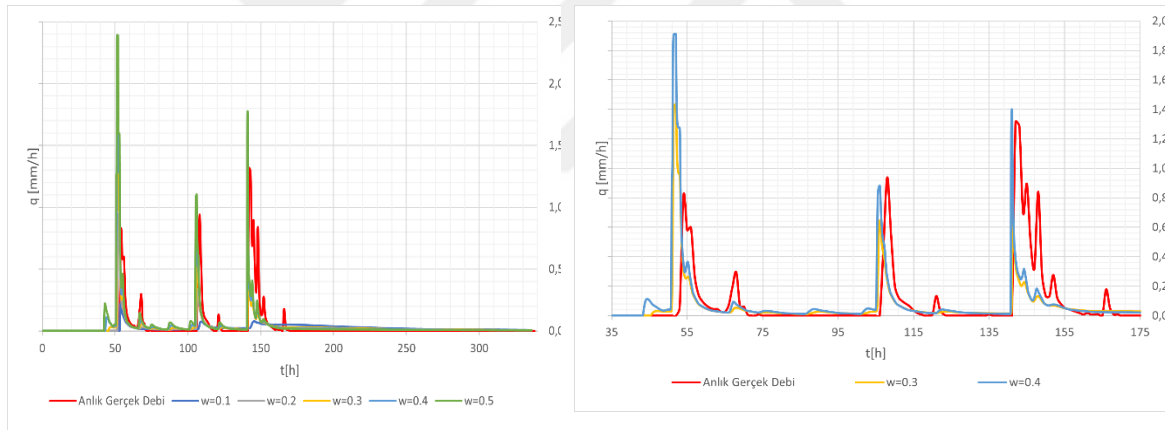 2,5
2,0
1,5
1,0
0,5
0,0
q [mm/h]
0 50 100 150 200 250 300
t[h]
Anlık Gerçek Debi w=0.1 w=0.2 w=0.3 w=0.4 w=0.5
2,0
1,8
1,6
1,4
1,2
1,0
0,8
0,6
0,4
0,2
0,0
q [mm/h]
35 55 75 95 115 135 155 175
t[h]
Anlık Gerçek Debi w=0.3 w=0.4